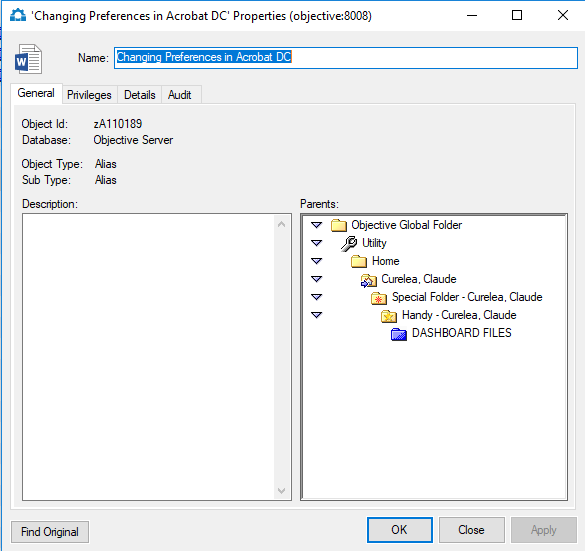 'Changing Preferences in Acrobat DC' Properties (objective:8008)
Name: Changing Preferences in Acrobat DC
General Privileges Details Audit
Object Id: zA110189
Database: Objective Server
Object Type: Alias
Sub Type: Alias
Description:
Parents:
Objective Global Folder
Utility
Home
Curelea, Claude
Special Folder - Curelea, Claude
Handy - Curelea, Claude
DASHBOARD FILES
Find Original OK Close Apply